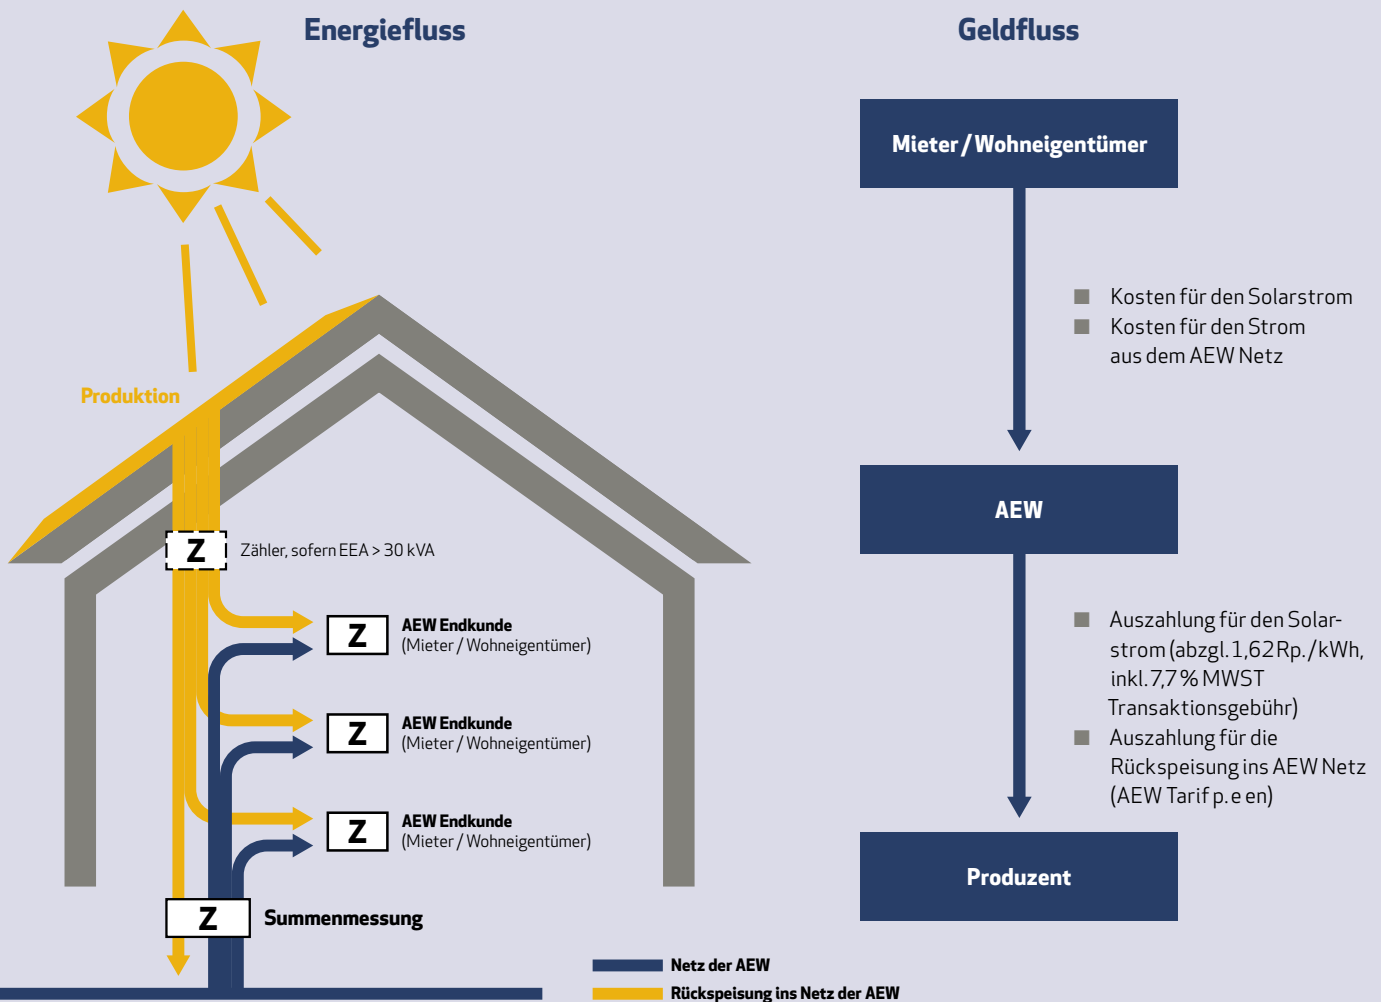 Energiefluss
Produktion
Z
Zähler, sofern EEA > 30 kVA
Z
AEW Endkunde
(Mieter / Wohneigentümer)
Z
AEW Endkunde
(Mieter / Wohneigentümer)
Z
AEW Endkunde
(Mieter / Wohneigentümer)
Z
Summenmessung
Geldfluss
Mieter / Wohneigentümer
Kosten für den Solarstrom
Kosten für den Strom
aus dem AEW Netz
AEW
Auszahlung für den Solar-
strom (abzgl. 1,62 Rp. / kWh,
inkl. 7,7 % MWST
Transaktionsgebühr)
Auszahlung für die
Rückspeisung ins AEW Netz
(AEW Tarif p. e en)
Produzent
Netz der AEW
Rückspeisung ins Netz der AEW